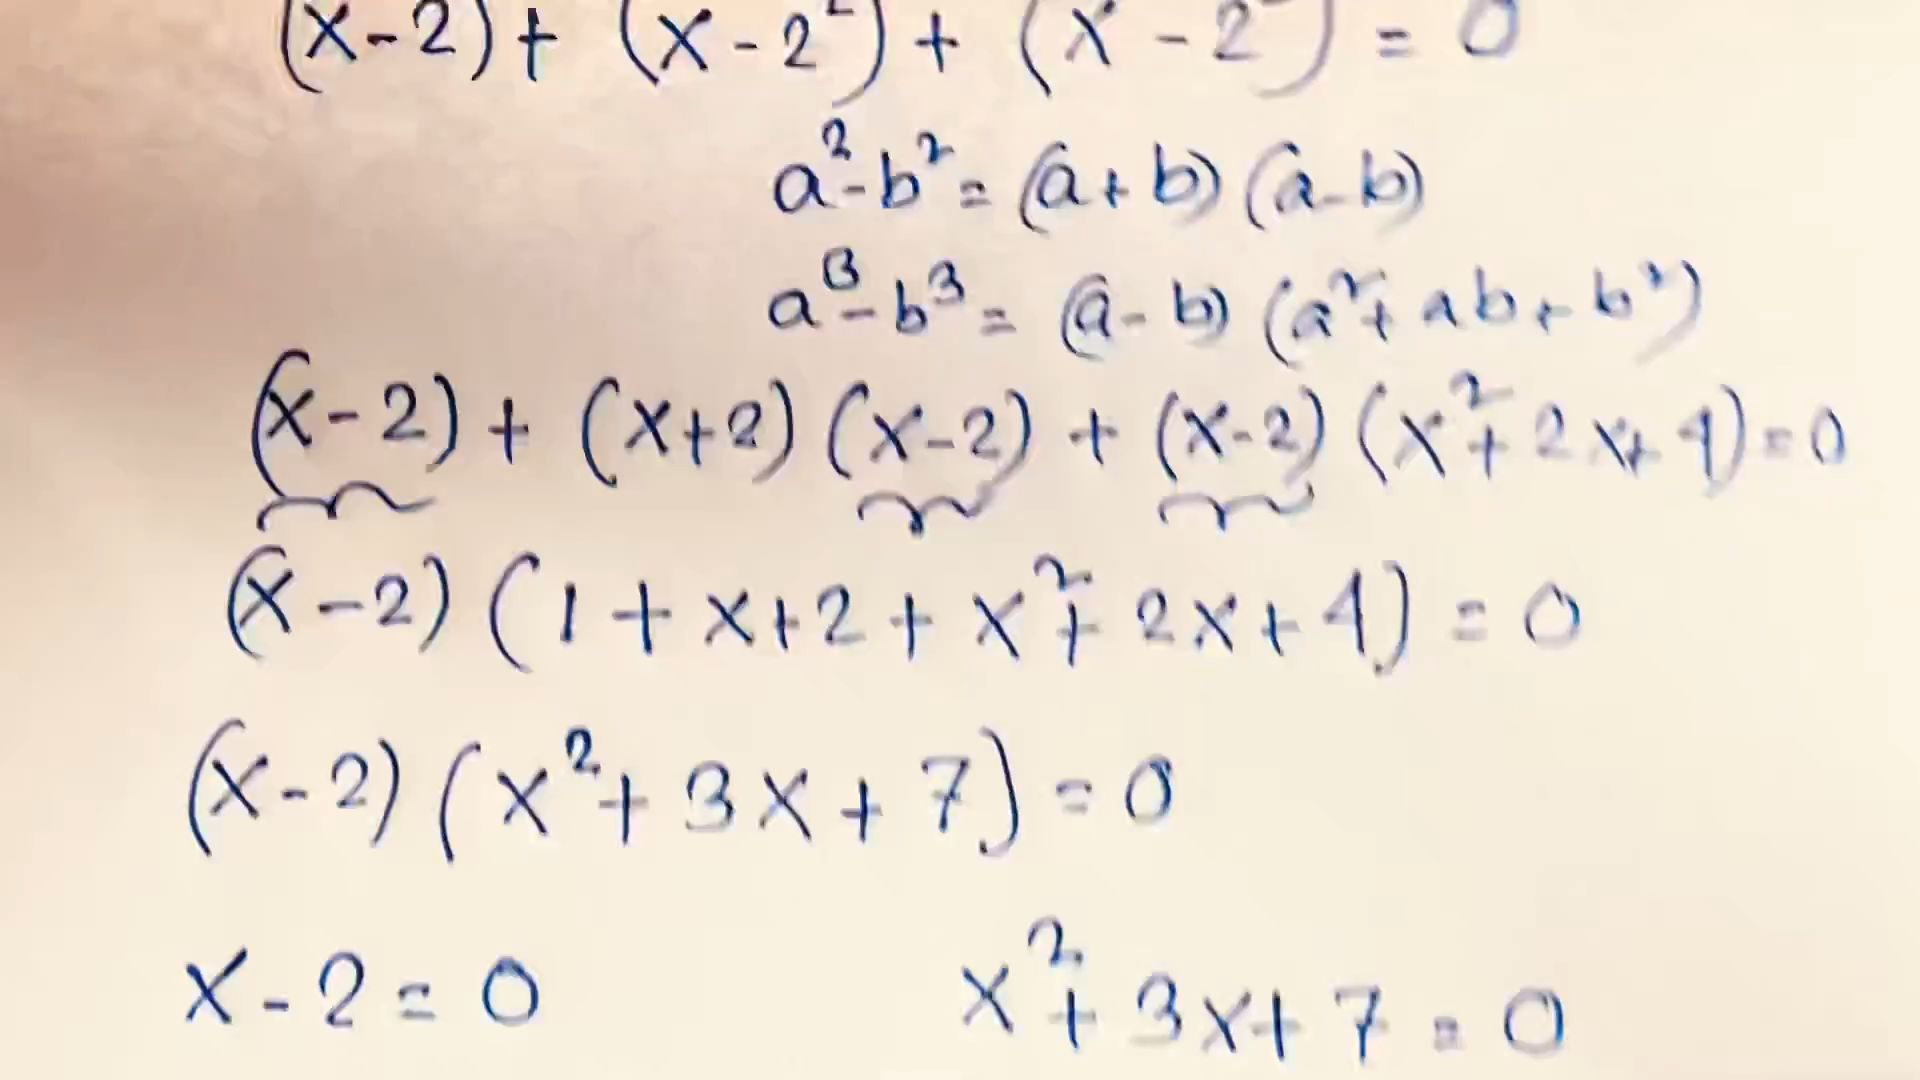 (x-2) + (x-2²) + (x-2) = 0
a²-b² = (a+b)(a-b)
a³-b³ = (a-b)(a²+ab+b²)
(x-2) + (x+2)(x-2) + (x-2)(x²+2x+4) = 0
(x-2)(1+x+2+x²+2x+4) = 0
(x-2)(x²+3x+7) = 0
x-2 = 0 x²+3x+7 = 0